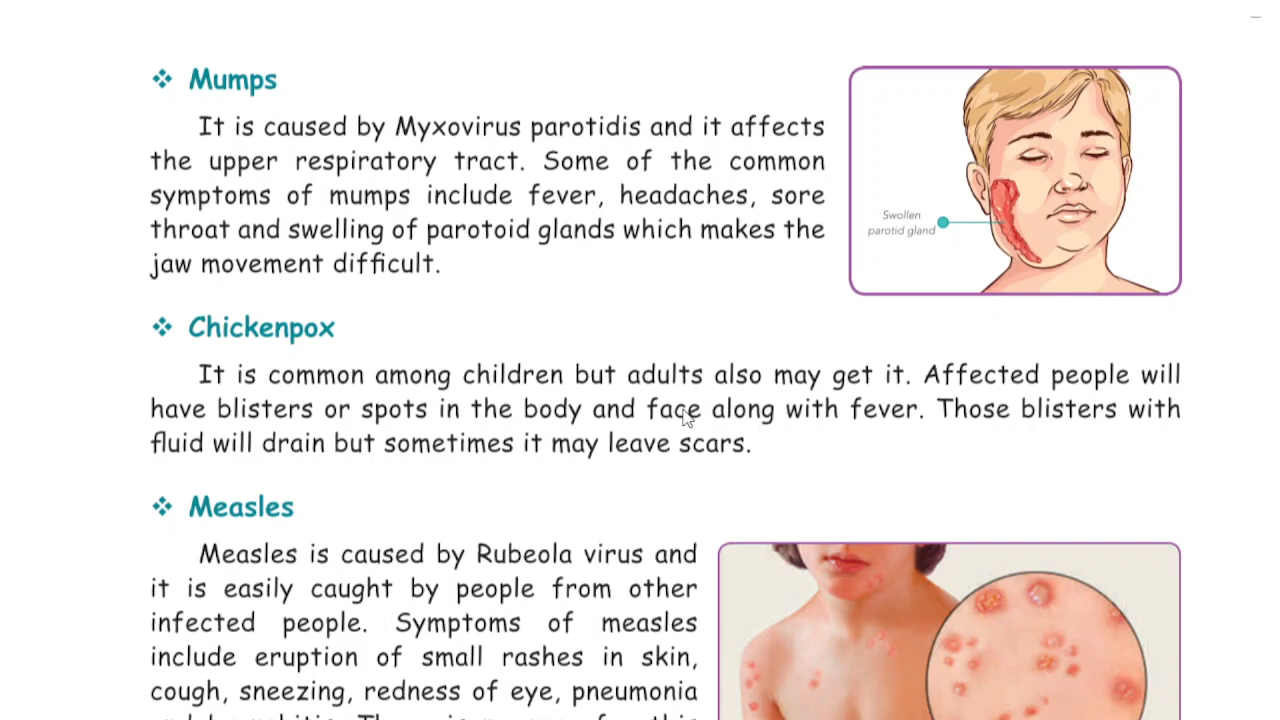 ❖ Mumps
It is caused by Myxovirus parotidis and it affects
the upper respiratory tract. Some of the common
symptoms of mumps include fever, headaches, sore
throat and swelling of parotoid glands which makes the
jaw movement difficult.
Swollen
parotid gland
❖ Chickenpox
It is common among children but adults also may get it. Affected people will
have blisters or spots in the body and face along with fever. Those blisters with
fluid will drain but sometimes it may leave scars.
❖ Measles
Measles is caused by Rubeola virus and
it is easily caught by people from other
infected people. Symptoms of measles
include eruption of small rashes in skin,
cough, sneezing, redness of eye, pneumonia